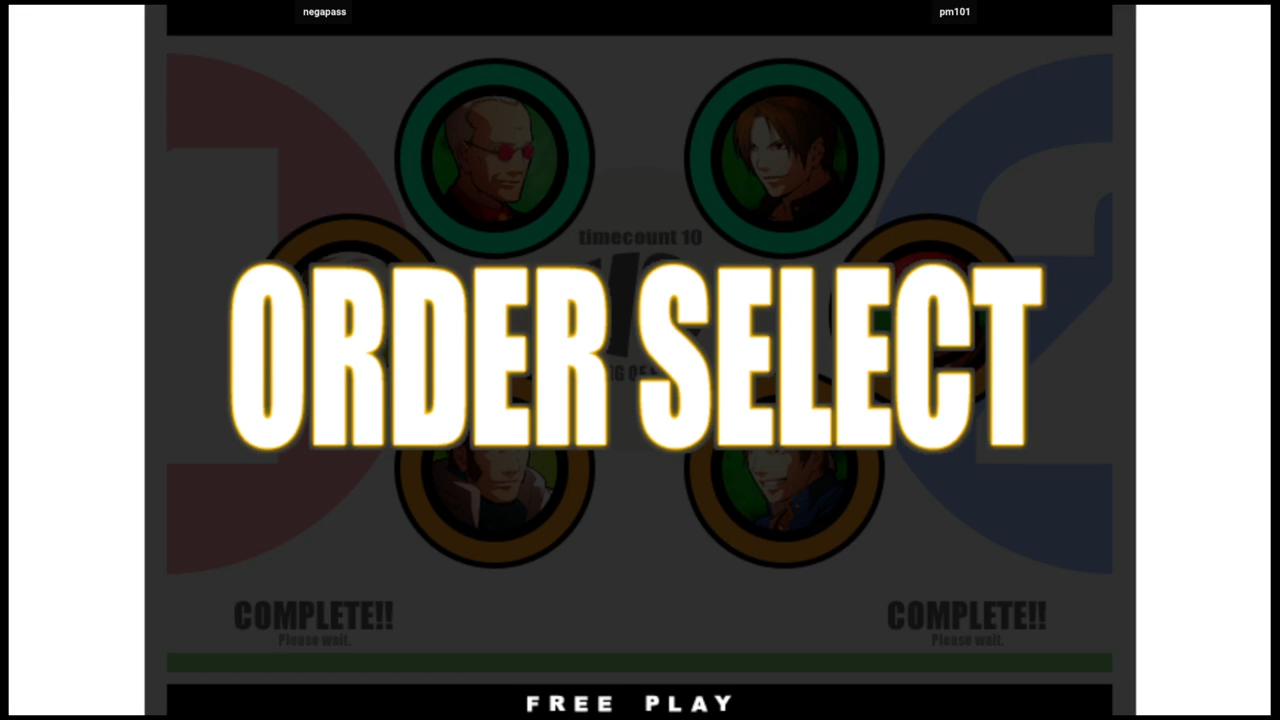 negapass
pm101
timecount 10
ORDER SELECT
COMPLETE!!
Please wait.
COMPLETE!!
Please wait.
FREE PLAY